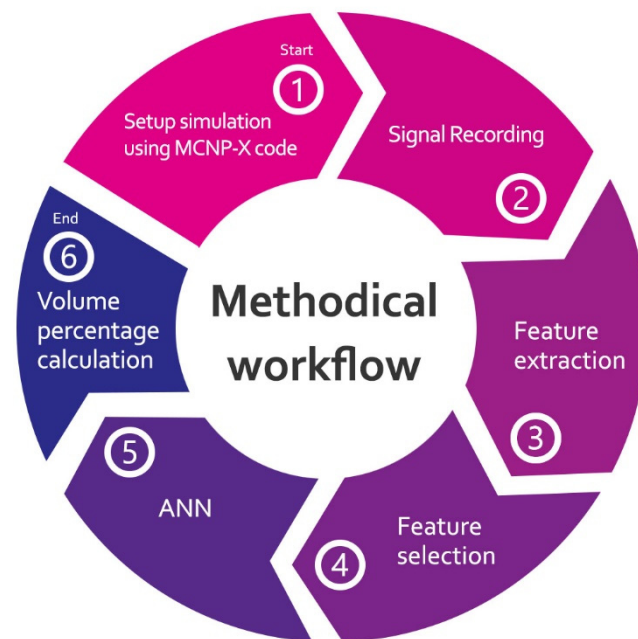 Start
1
Setup simulation
using MCNP-X code
Signal Recording
2
Feature
extraction
3
Feature
selection
4
5
ANN
End
6
Volume
percentage
calculation
Methodical
workflow